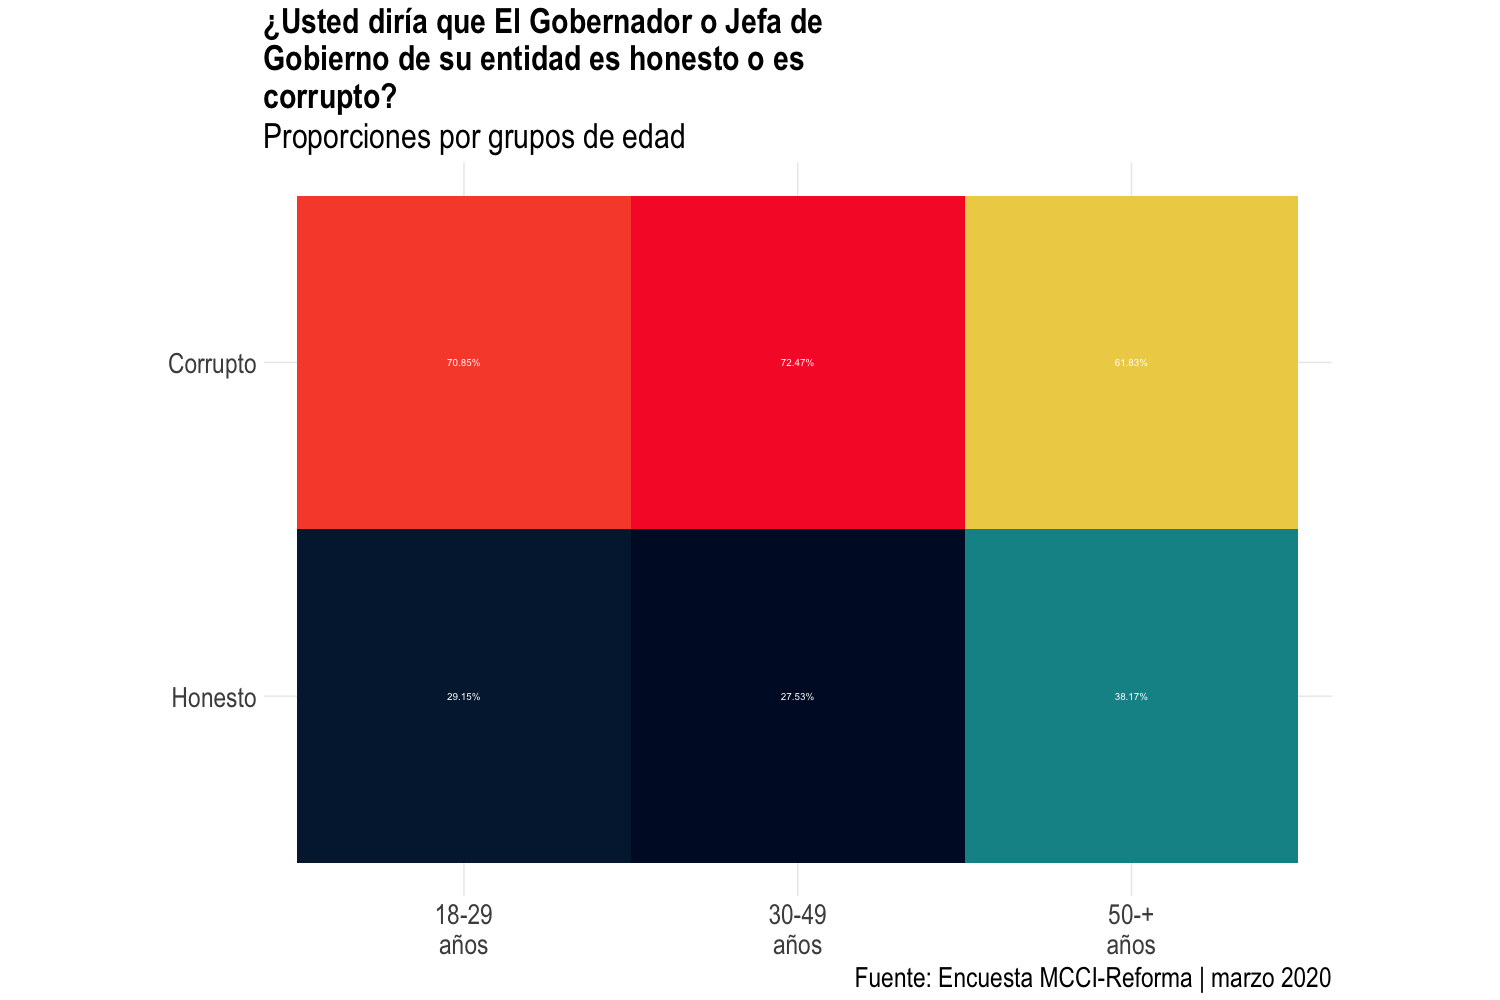 ¿Usted diría que El Gobernador o Jefa de
Gobierno de su entidad es honesto o es
corrupto?
Proporciones por grupos de edad
Corrupto
70.85%
72.47%
61.83%
Honesto
29.15%
27.53%
38.17%
18-29
años
30-49
años
50-+
años
Fuente: Encuesta MCCI-Reforma | marzo 2020